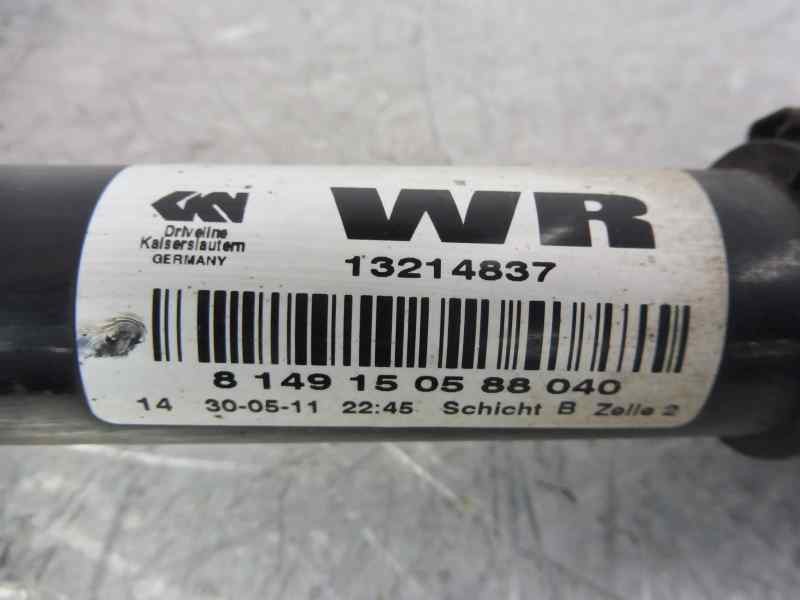 GKN
Driveline
Kaiserslautern
GERMANY
WR
13214837
8 149 15 05 88 040
14 30-05-11 22:45 Schicht B Zelle 2